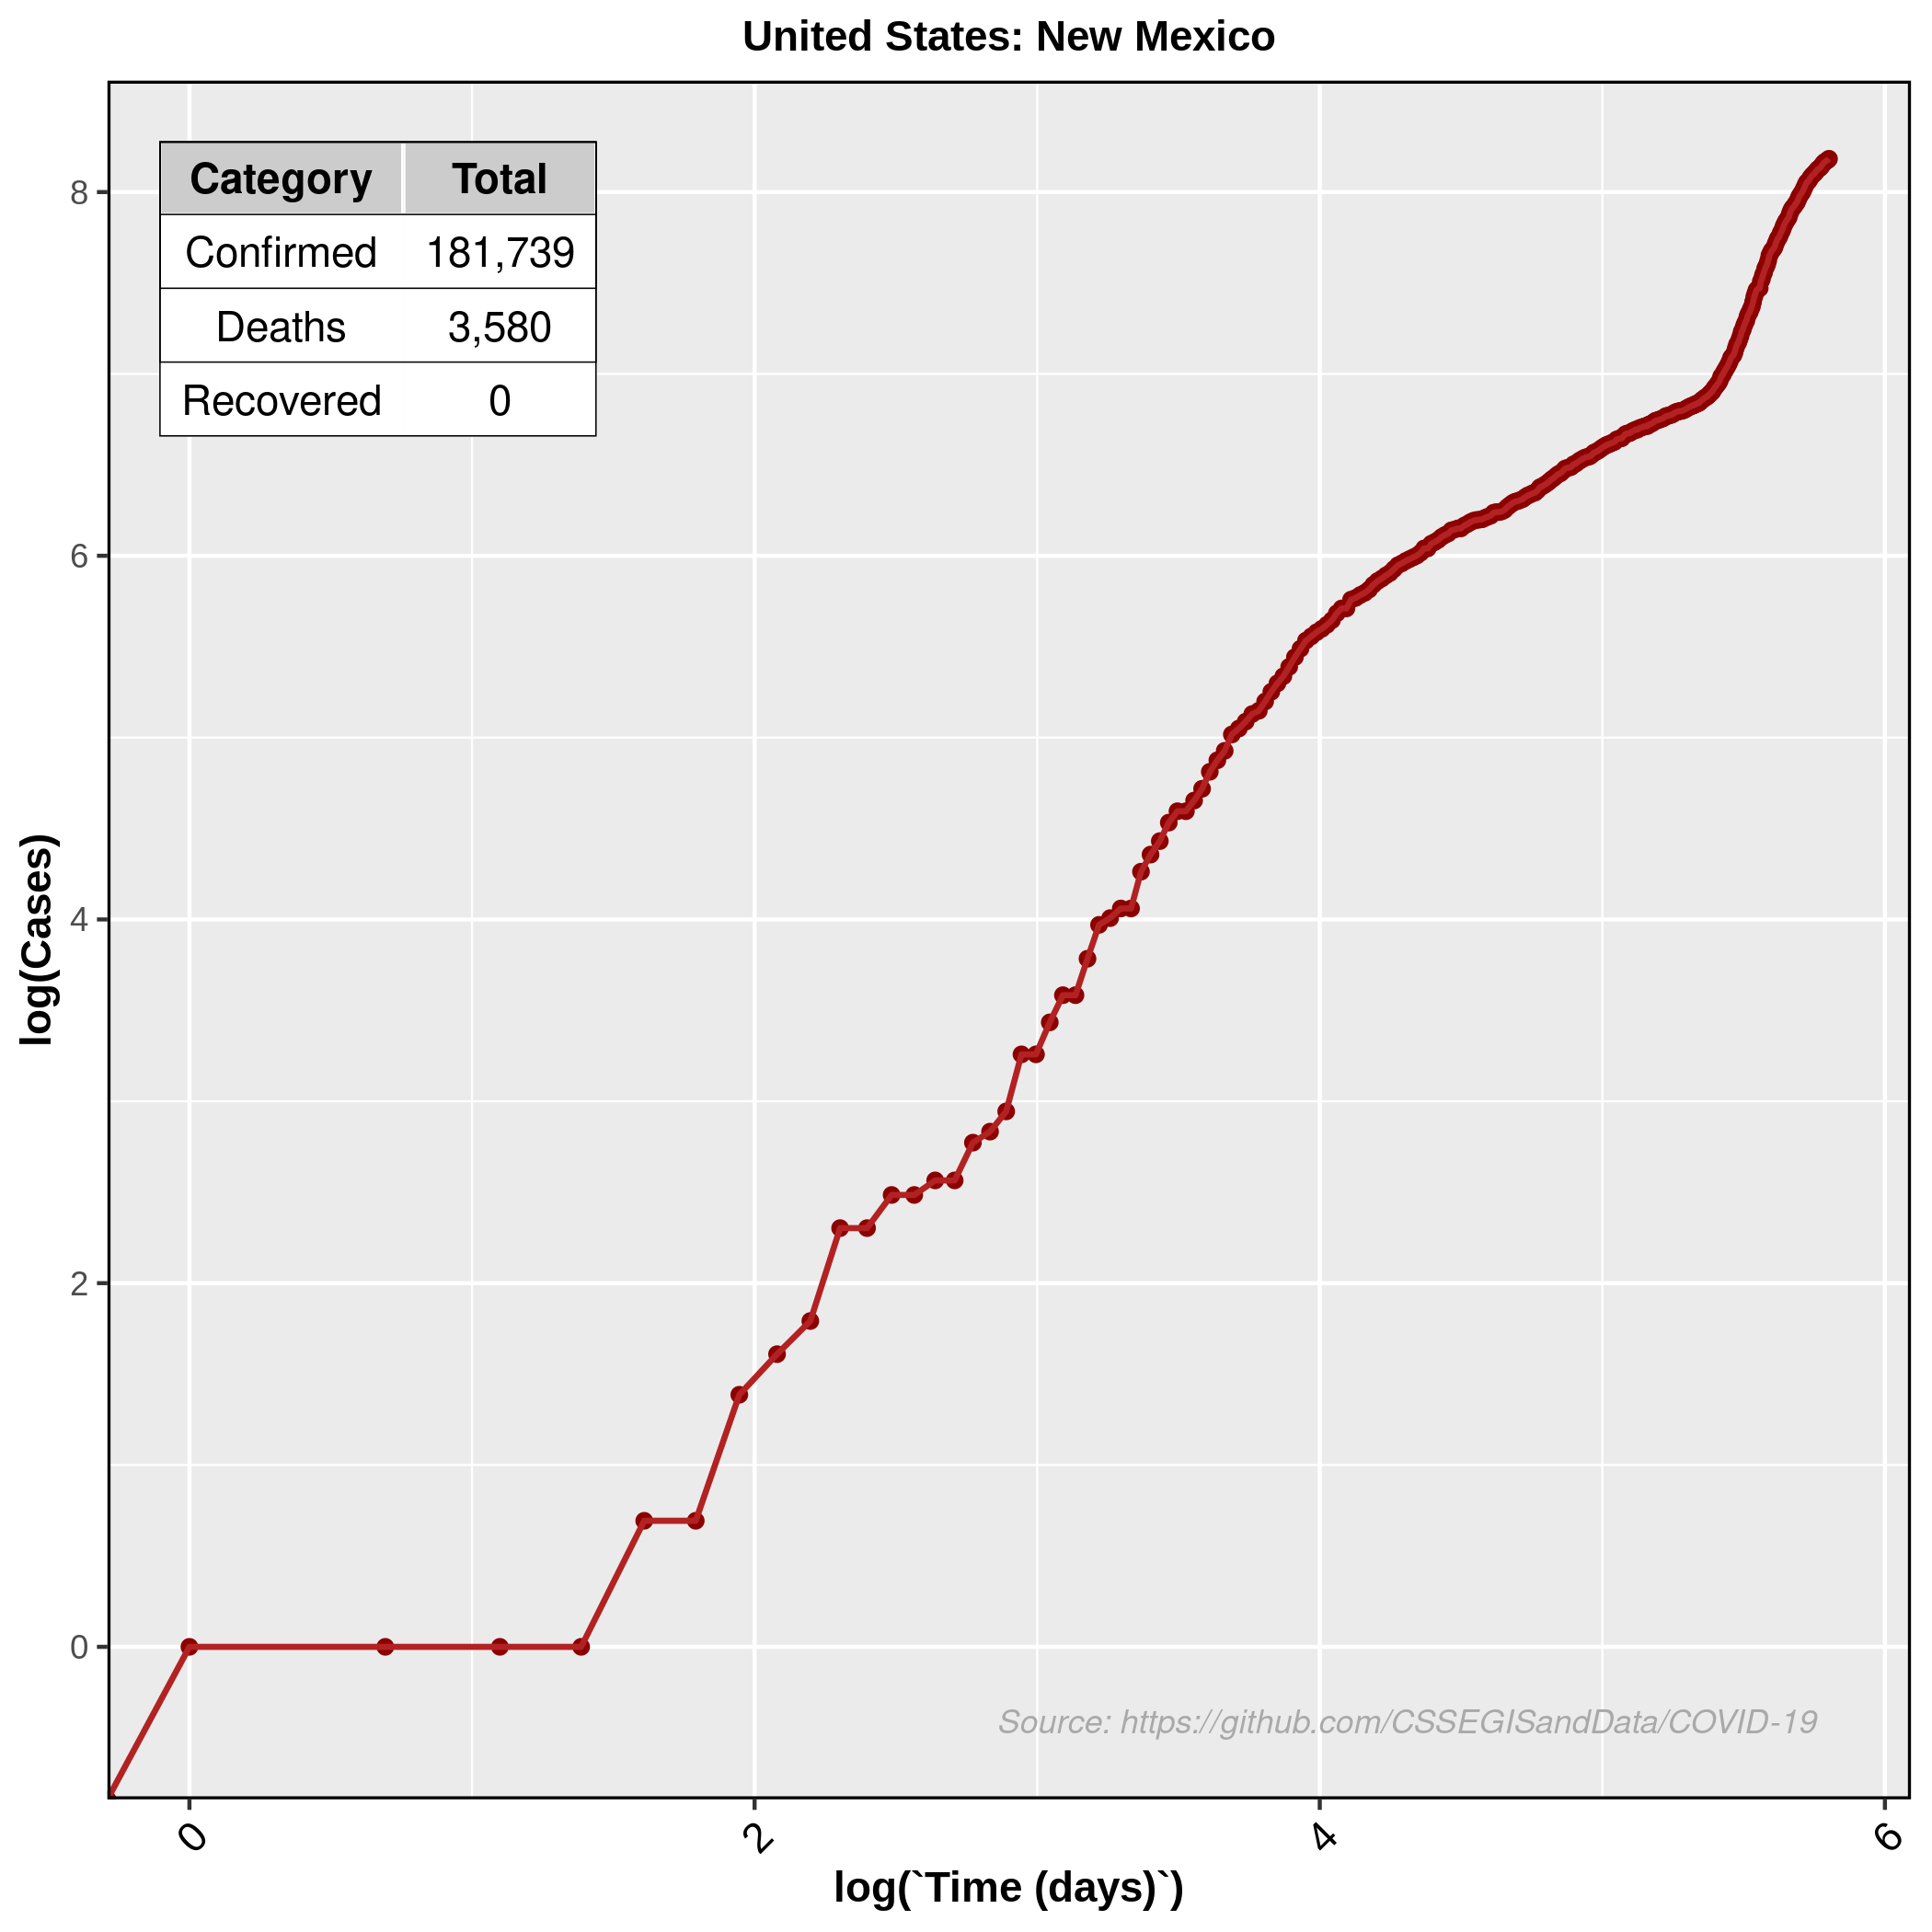 United States: New Mexico
Category Total
Confirmed 181,739
Deaths 3,580
Recovered 0
8
6
4
2
0
log(Cases)
Source: https://github.com/CSSEGISandData/COVID-19
0 2 4 6
log(`Time (days)`)